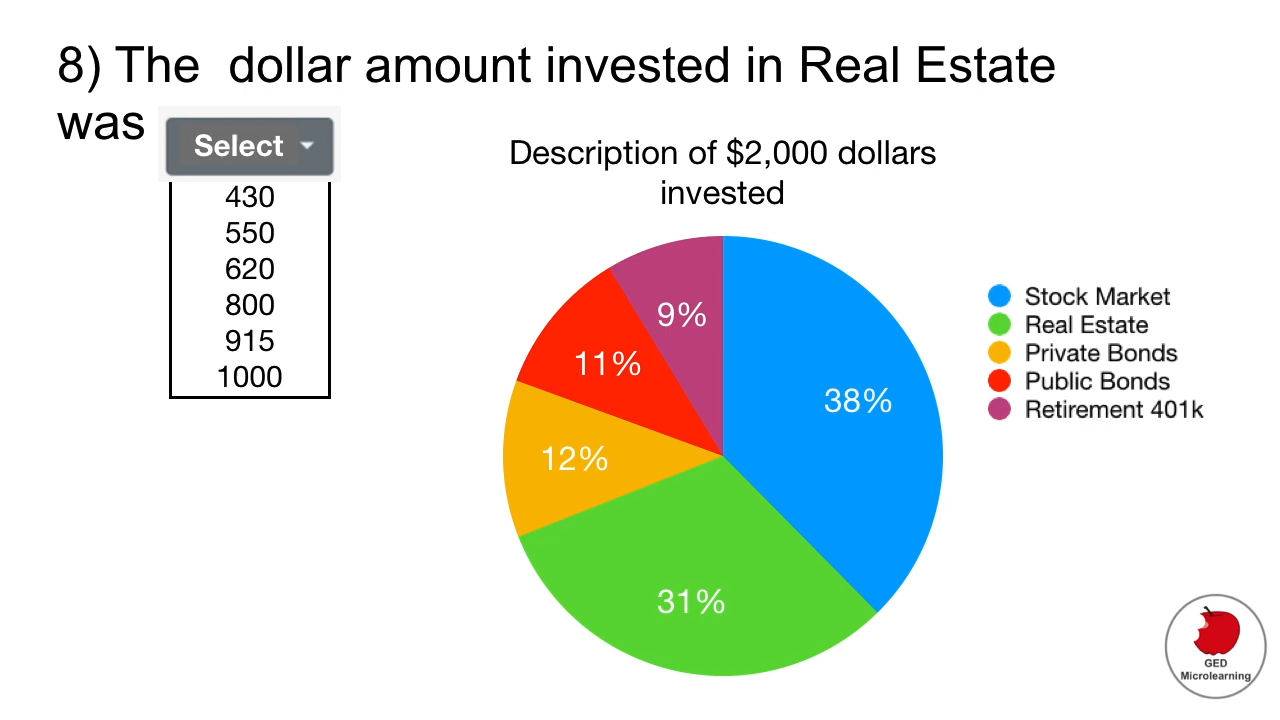 8) The  dollar amount invested in Real Estate
was
Select
430
550
620
800
915
1000
Description of $2,000 dollars
invested
9%
11%
38%
12%
31%
Stock Market
Real Estate
Private Bonds
Public Bonds
Retirement 401k
GED
Microlearning